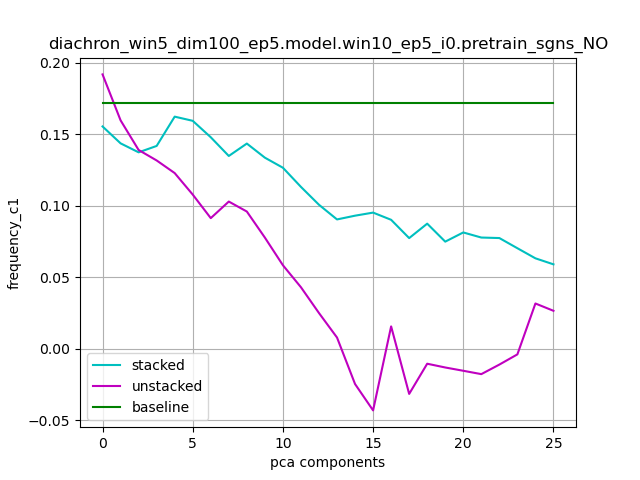 diachron_win5_dim100_ep5.model.win10_ep5_i0.pretrain_sgns_NO
0.20
0.15
0.10
0.05
0.00
−0.05
frequency_c1
stacked
unstacked
baseline
0 5 10 15 20 25
pca components